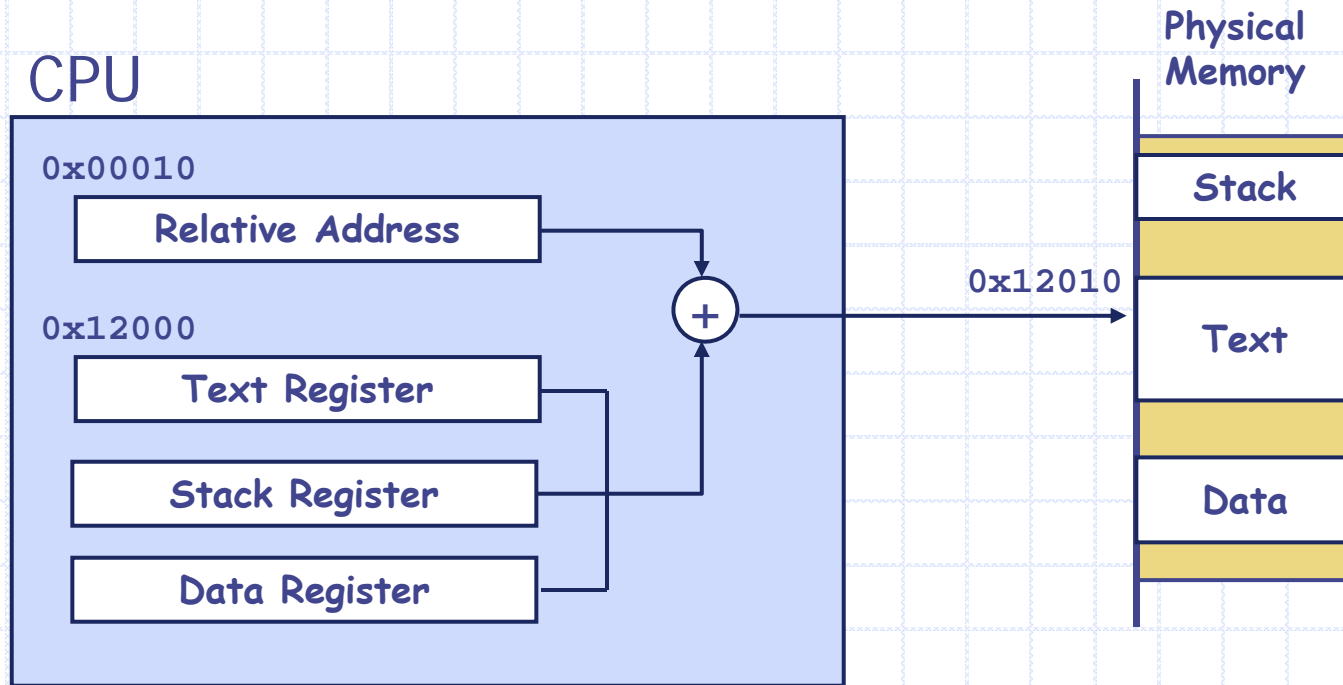 Physical
Memory
CPU
0x00010
Relative Address
0x12000
Text Register
Stack Register
Data Register
+
0x12010
Stack
Text
Data